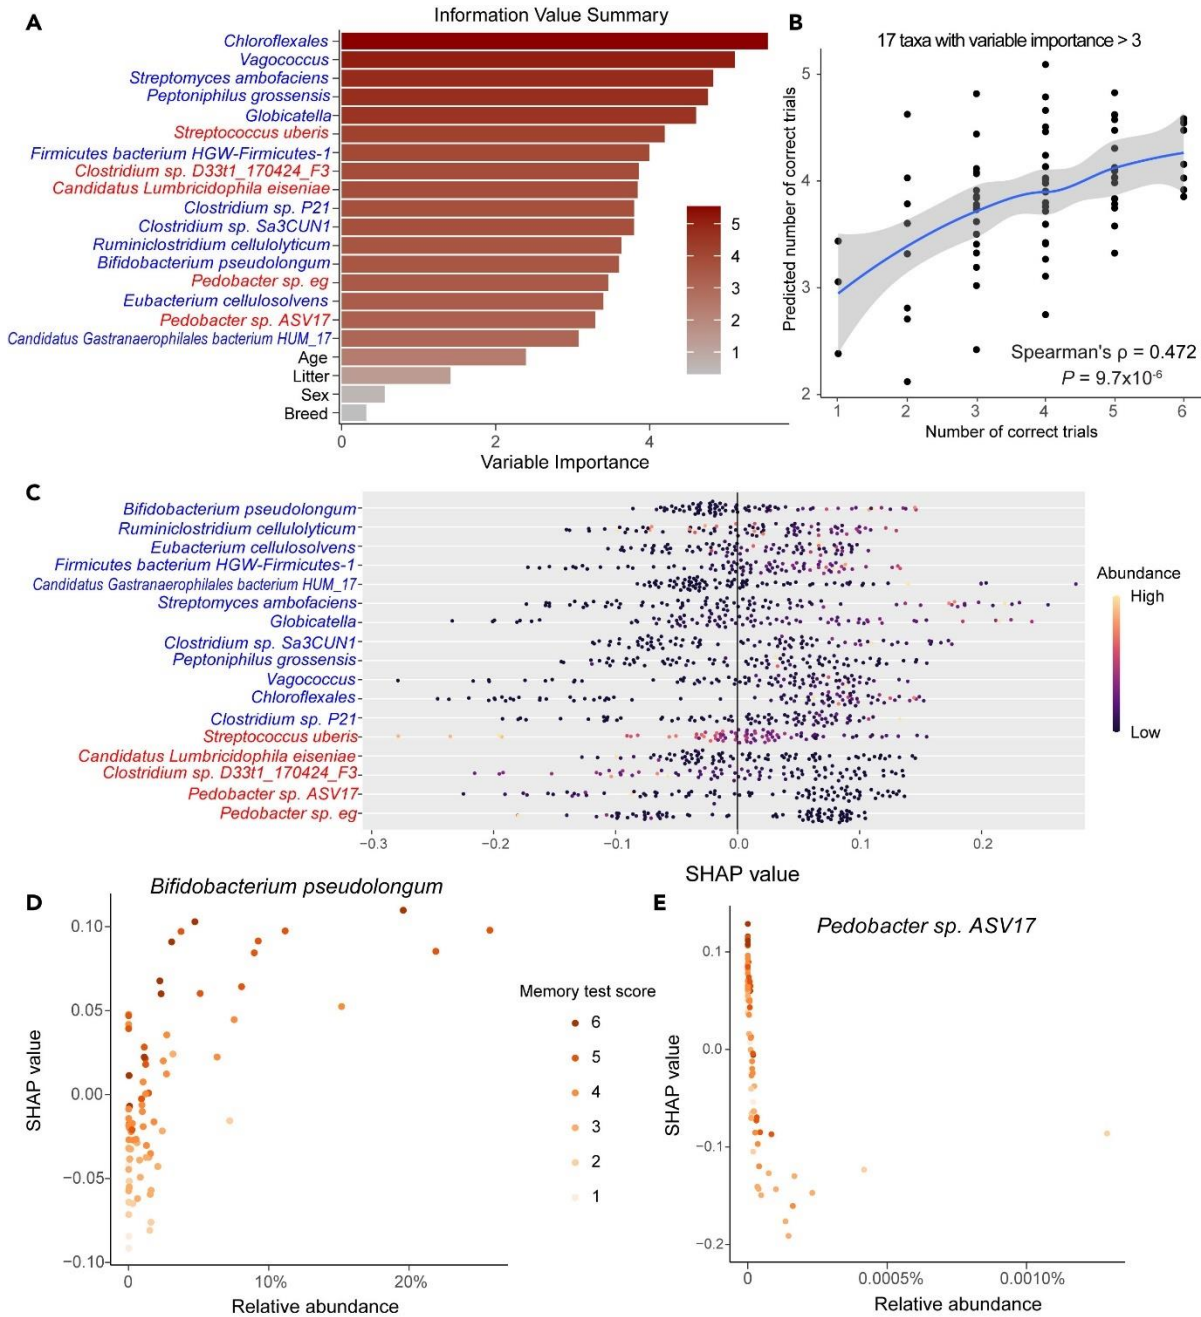 A
Information Value Summary
Chloroflexales
Vagococcus
Streptomyces ambofaciens
Peptoniphilus grossensis
Globicatella
Streptococcus uberis
Firmicutes bacterium HGW-Firmicutes-1
Clostridium sp. D33t1_170424_F3
Candidatus Lumbricidophila eiseniae
Clostridium sp. P21
Clostridium sp. Sa3CUN1
Ruminiclostridium cellulolyticum
Bifidobacterium pseudolongum
Pedobacter sp. eg
Eubacterium cellulosolvens
Pedobacter sp. ASV17
Candidatus Gastranaerophilales bacterium HUM_17
Age
Litter
Sex
Breed
5
4
3
2
1
0 2 4
Variable Importance
B
17 taxa with variable importance > 3
Predicted number of correct trials
5
4
3
2
Spearman's ρ = 0.472
P = 9.7x10-6
1 2 3 4 5 6
Number of correct trials
C
Bifidobacterium pseudolongum
Ruminiclostridium cellulolyticum
Eubacterium cellulosolvens
Firmicutes bacterium HGW-Firmicutes-1
Candidatus Gastranaerophilales bacterium HUM_17
Streptomyces ambofaciens
Globicatella
Clostridium sp. Sa3CUN1
Peptoniphilus grossensis
Vagococcus
Chloroflexales
Clostridium sp. P21
Streptococcus uberis
Candidatus Lumbricidophila eiseniae
Clostridium sp. D33t1_170424_F3
Pedobacter sp. ASV17
Pedobacter sp. eg
Abundance
High
Low
−0.3 −0.2 −0.1 0.0 0.1 0.2
SHAP value
D
Bifidobacterium pseudolongum
SHAP value
0.10
0.05
0.00
−0.05
−0.10
0 10% 20%
Relative abundance
Memory test score
6
5
4
3
2
1
E
Pedobacter sp. ASV17
SHAP value
0.1
0.0
−0.1
−0.2
0 0.0005% 0.0010%
Relative abundance